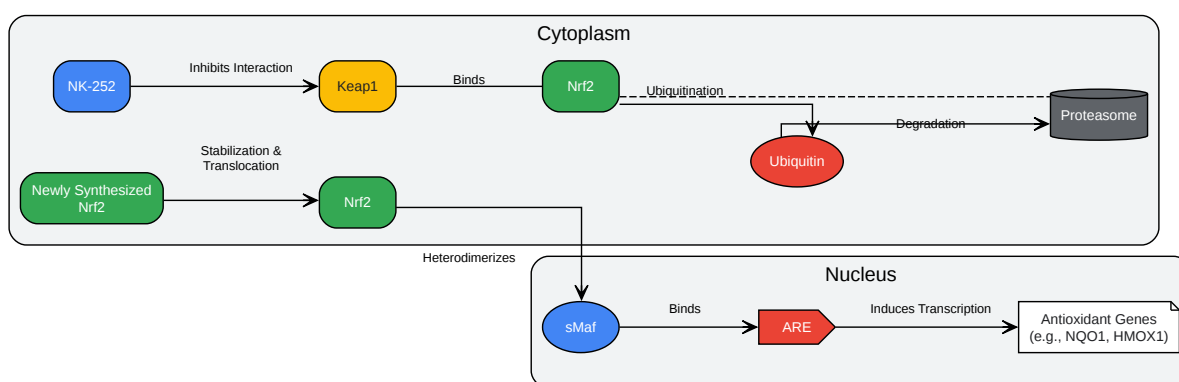 Cytoplasm
NK-252
Inhibits Interaction
Keap1
Binds
Nrf2
Ubiquitination
Proteasome
Degradation
Ubiquitin
Stabilization &
Translocation
Newly Synthesized
Nrf2
Nrf2
Heterodimerizes
Nucleus
sMaf
Binds
ARE
Induces Transcription
Antioxidant Genes
(e.g., NQO1, HMOX1)